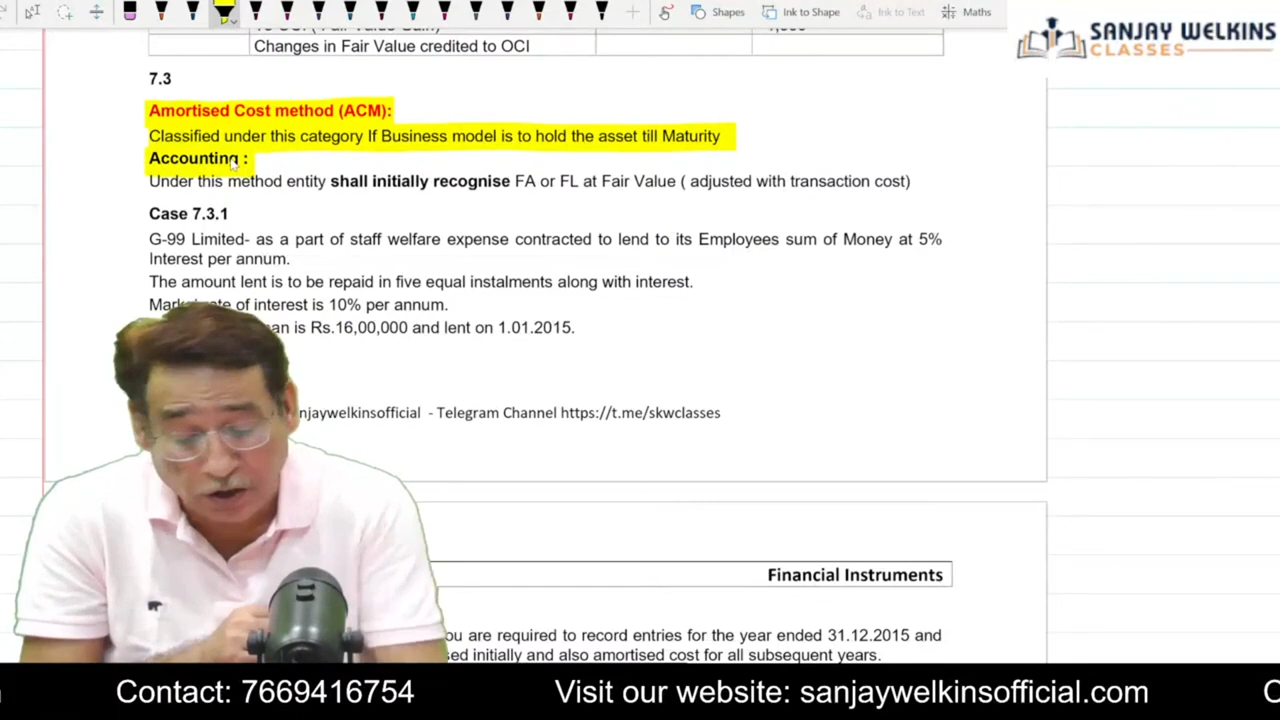 Shapes Ink to Shape Ink to Text Maths
SANJAY WELKINS
CLASSES
Changes in Fair Value credited to OCI
7.3
Amortised Cost method (ACM):
Classified under this category If Business model is to hold the asset till Maturity
Accounting :
Under this method entity shall initially recognise FA or FL at Fair Value ( adjusted with transaction cost)
Case 7.3.1
G-99 Limited- as a part of staff welfare expense contracted to lend to its Employees sum of Money at 5%
Interest per annum.
The amount lent is to be repaid in five equal instalments along with interest.
of interest is 10% per annum.
is Rs.16,00,000 and lent on 1.01.2015.
njaywelkinsofficial - Telegram Channel https://t.me/skwclasses
Financial Instruments
are required to record entries for the year ended 31.12.2015 and
initially and also amortised cost for all subsequent years.
Contact: 7669416754 Visit our website: sanjaywelkinsofficial.com